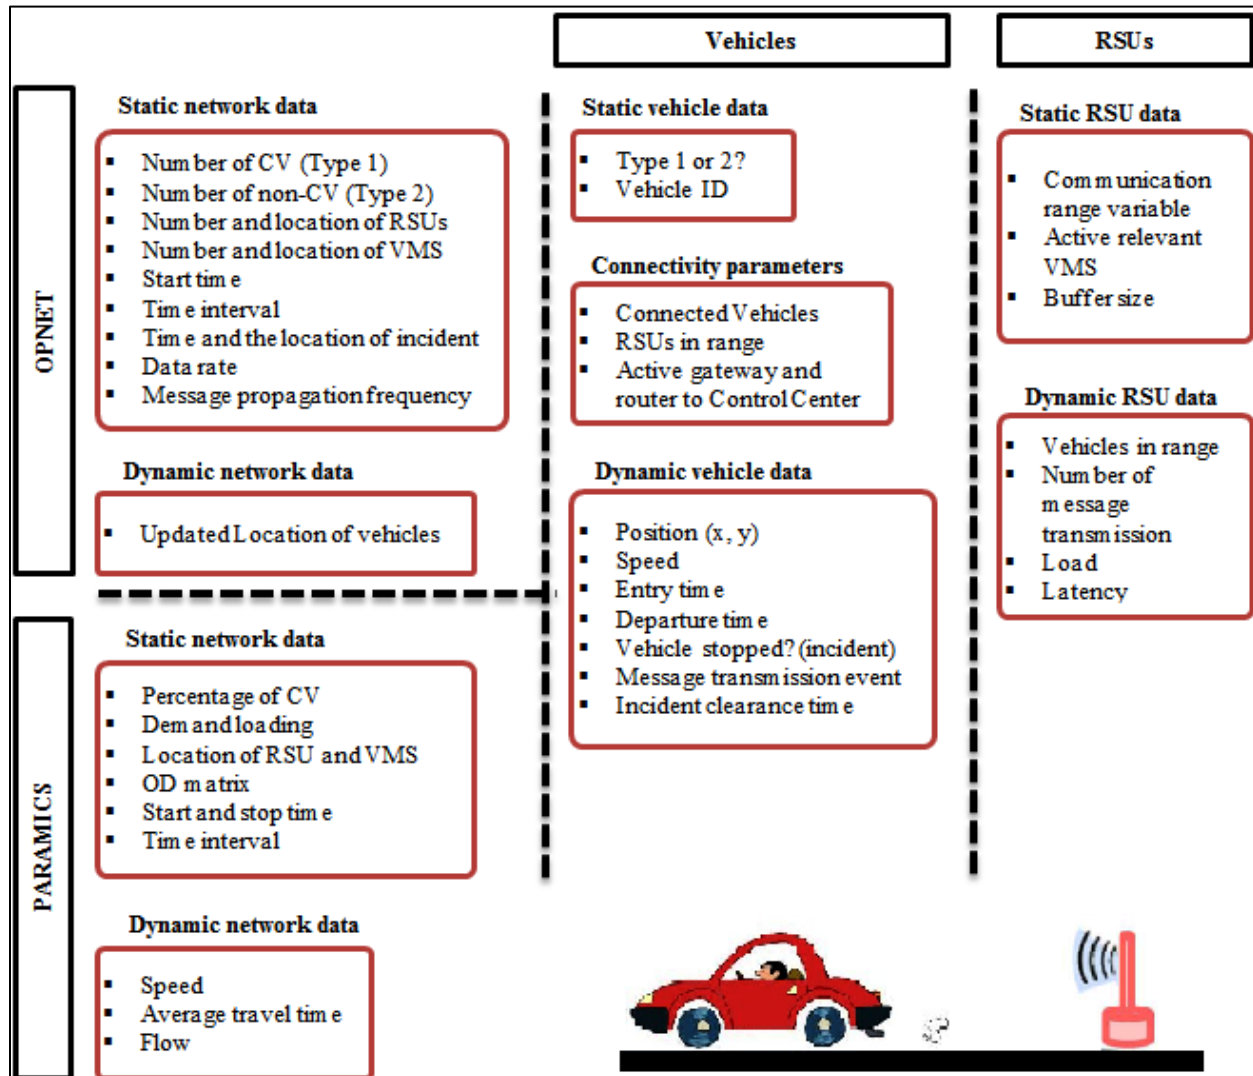 Vehicles
RSUs
OPNET
Static network data
▪ Number of CV (Type 1)
▪ Number of non-CV (Type 2)
▪ Number and location of RSUs
▪ Number and location of VMS
▪ Start time
▪ Time interval
▪ Time and the location of incident
▪ Data rate
▪ Message propagation frequency
Dynamic network data
▪ Updated Location of vehicles
PARAMICS
Static network data
▪ Percentage of CV
▪ Demand loading
▪ Location of RSU and VMS
▪ OD matrix
▪ Start and stop time
▪ Time interval
Dynamic network data
▪ Speed
▪ Average travel time
▪ Flow
Static vehicle data
▪ Type 1 or 2?
▪ Vehicle ID
Connectivity parameters
▪ Connected Vehicles
▪ RSUs in range
▪ Active gateway and
router to Control Center
Dynamic vehicle data
▪ Position (x, y)
▪ Speed
▪ Entry time
▪ Departure time
▪ Vehicle stopped? (incident)
▪ Message transmission event
▪ Incident clearance time
Static RSU data
▪ Communication
range variable
▪ Active relevant
VMS
▪ Buffer size
Dynamic RSU data
▪ Vehicles in range
▪ Number of
message
transmission
▪ Load
▪ Latency